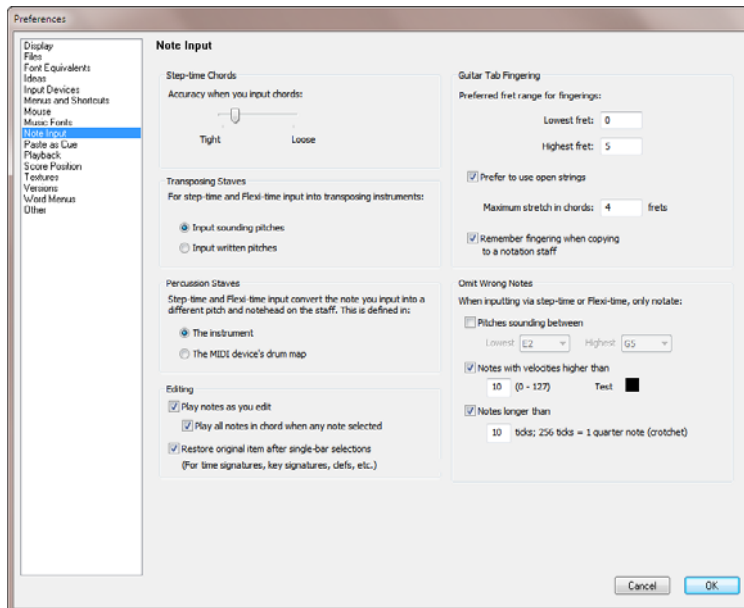 Preferences
Display
Files
Font Equivalents
Ideas
Input Devices
Menus and Shortcuts
Mouse
Music Fonts
Note Input
Paste as Cue
Playback
Score Position
Textures
Versions
Word Menus
Other
Note Input
Step-time Chords
Accuracy when you input chords:
Tight Loose
Transposing Staves
For step-time and Flexi-time input into transposing instruments:
Input sounding pitches
Input written pitches
Percussion Staves
Step-time and Flexi-time input convert the note you input into a
different pitch and notehead on the staff. This is defined in:
The instrument
The MIDI device's drum map
Editing
Play notes as you edit
Play all notes in chord when any note selected
Restore original item after single-bar selections
(For time signatures, key signatures, clefs, etc.)
Guitar Tab Fingering
Preferred fret range for fingerings:
Lowest fret: 0
Highest fret: 5
Prefer to use open strings
Maximum stretch in chords: 4 frets
Remember fingering when copying
to a notation staff
Omit Wrong Notes
When inputting via step-time or Flexi-time, only notate:
Pitches sounding between
Lowest E2 Highest G5
Notes with velocities higher than
10 (0 - 127) Test
Notes longer than
10 ticks; 256 ticks = 1 quarter note (crotchet)
Cancel OK